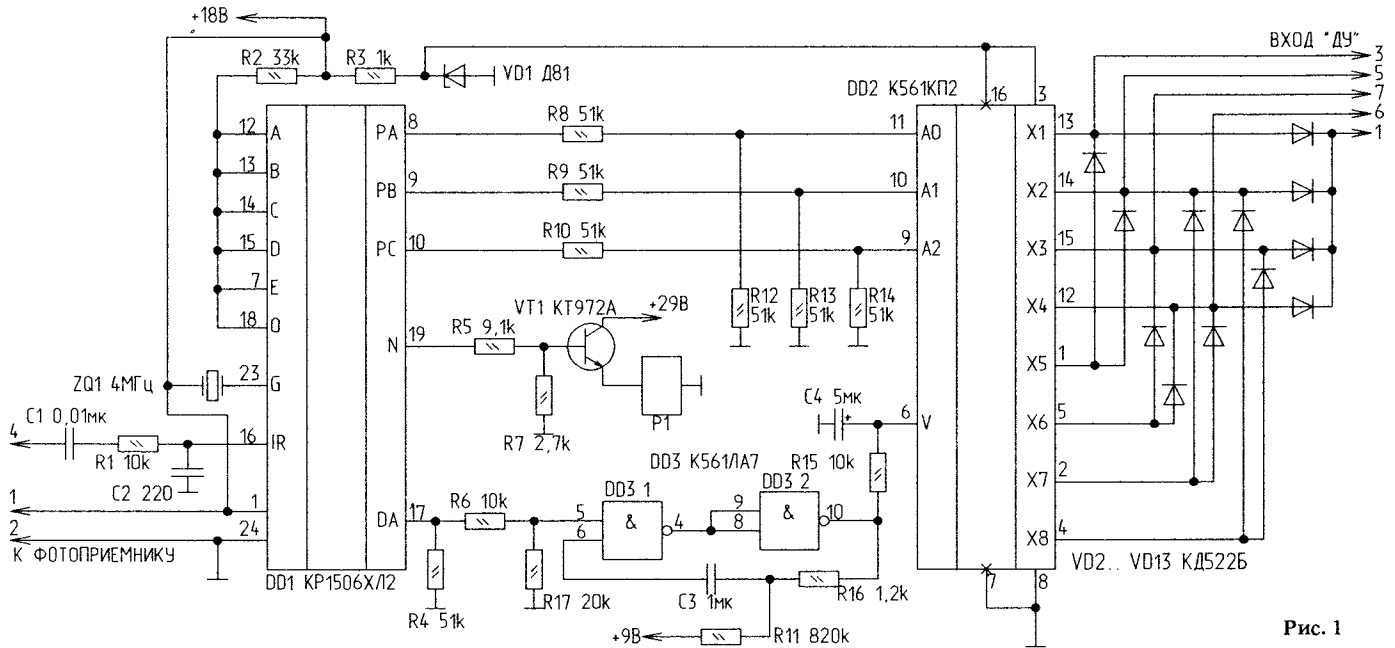 +18В
R2 33k
R3 1k
VD1 Д81
ВХОД "ДУ"
3
5
7
6
1
DD2 К561КП2
16
3
12 A
13 B
14 C
15 D
7 E
18 O
23 G
16 IR
1
24
PA 8
PB 9
PC 10
N 19
DA 17
DD1 КР1506ХЛ2
R8 51k
R9 51k
R10 51k
R12 51k
R13 51k
R14 51k
11 A0
10 A1
9 A2
6 V
X1 13
X2 14
X3 15
X4 12
X5 1
X6 5
X7 2
X8 4
7
8
VD2.. VD13 КД522Б
VT1 КТ972А
+29В
R5 9,1k
R7 2,7k
P1
ZQ1 4МГц
C1 0,01мк
4
R1 10k
C2 220
1
2
К ФОТОПРИЕМНИКУ
R6 10k
R4 51k
R17 20k
DD3 К561ЛА7
DD3 1
DD3 2
&
&
5
6
4
9
8
10
C4 5мк
+
R15 10k
C3 1мк
R16 1,2k
+9В
R11 820k
Рис. 1